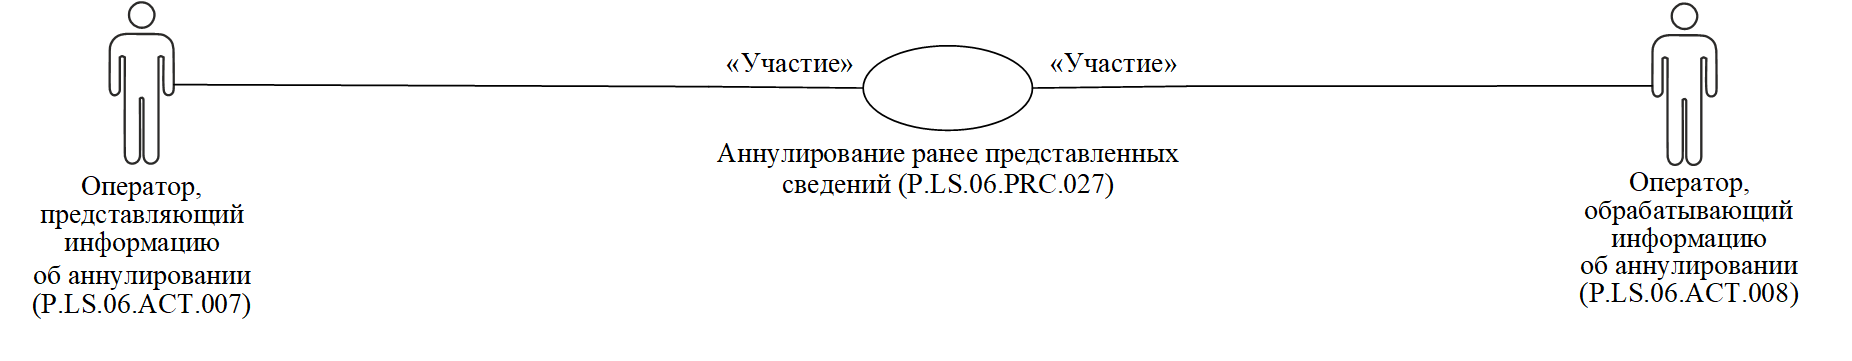 «Участие»
«Участие»
Аннулирование ранее представленных
сведений (P.LS.06.PRC.027)
Оператор,
представляющий
информацию
об аннулировании
(P.LS.06.ACT.007)
Оператор,
обрабатывающий
информацию
об аннулировании
(P.LS.06.ACT.008)